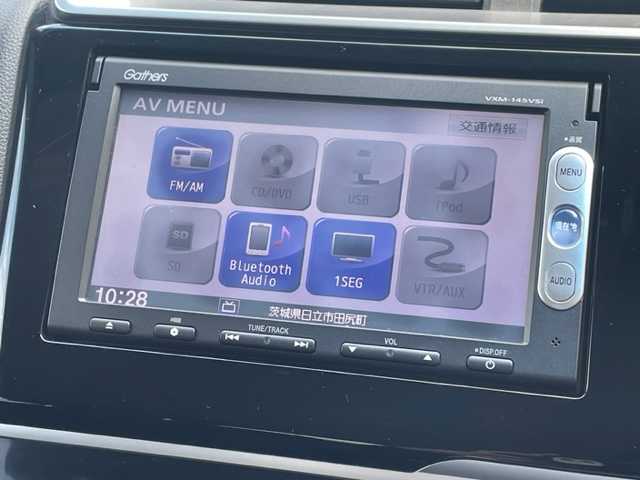 Gathers
VXM-145VSi
AV MENU
交通情報
FM/AM
CD/DVD
USB
iPod
SD
SD
Bluetooth
Audio
1SEG
VTR/AUX
10:28
茨城県日立市田尻町
MENU
現在地
AUDIO
TUNE/TRACK
VOL
DISP.OFF